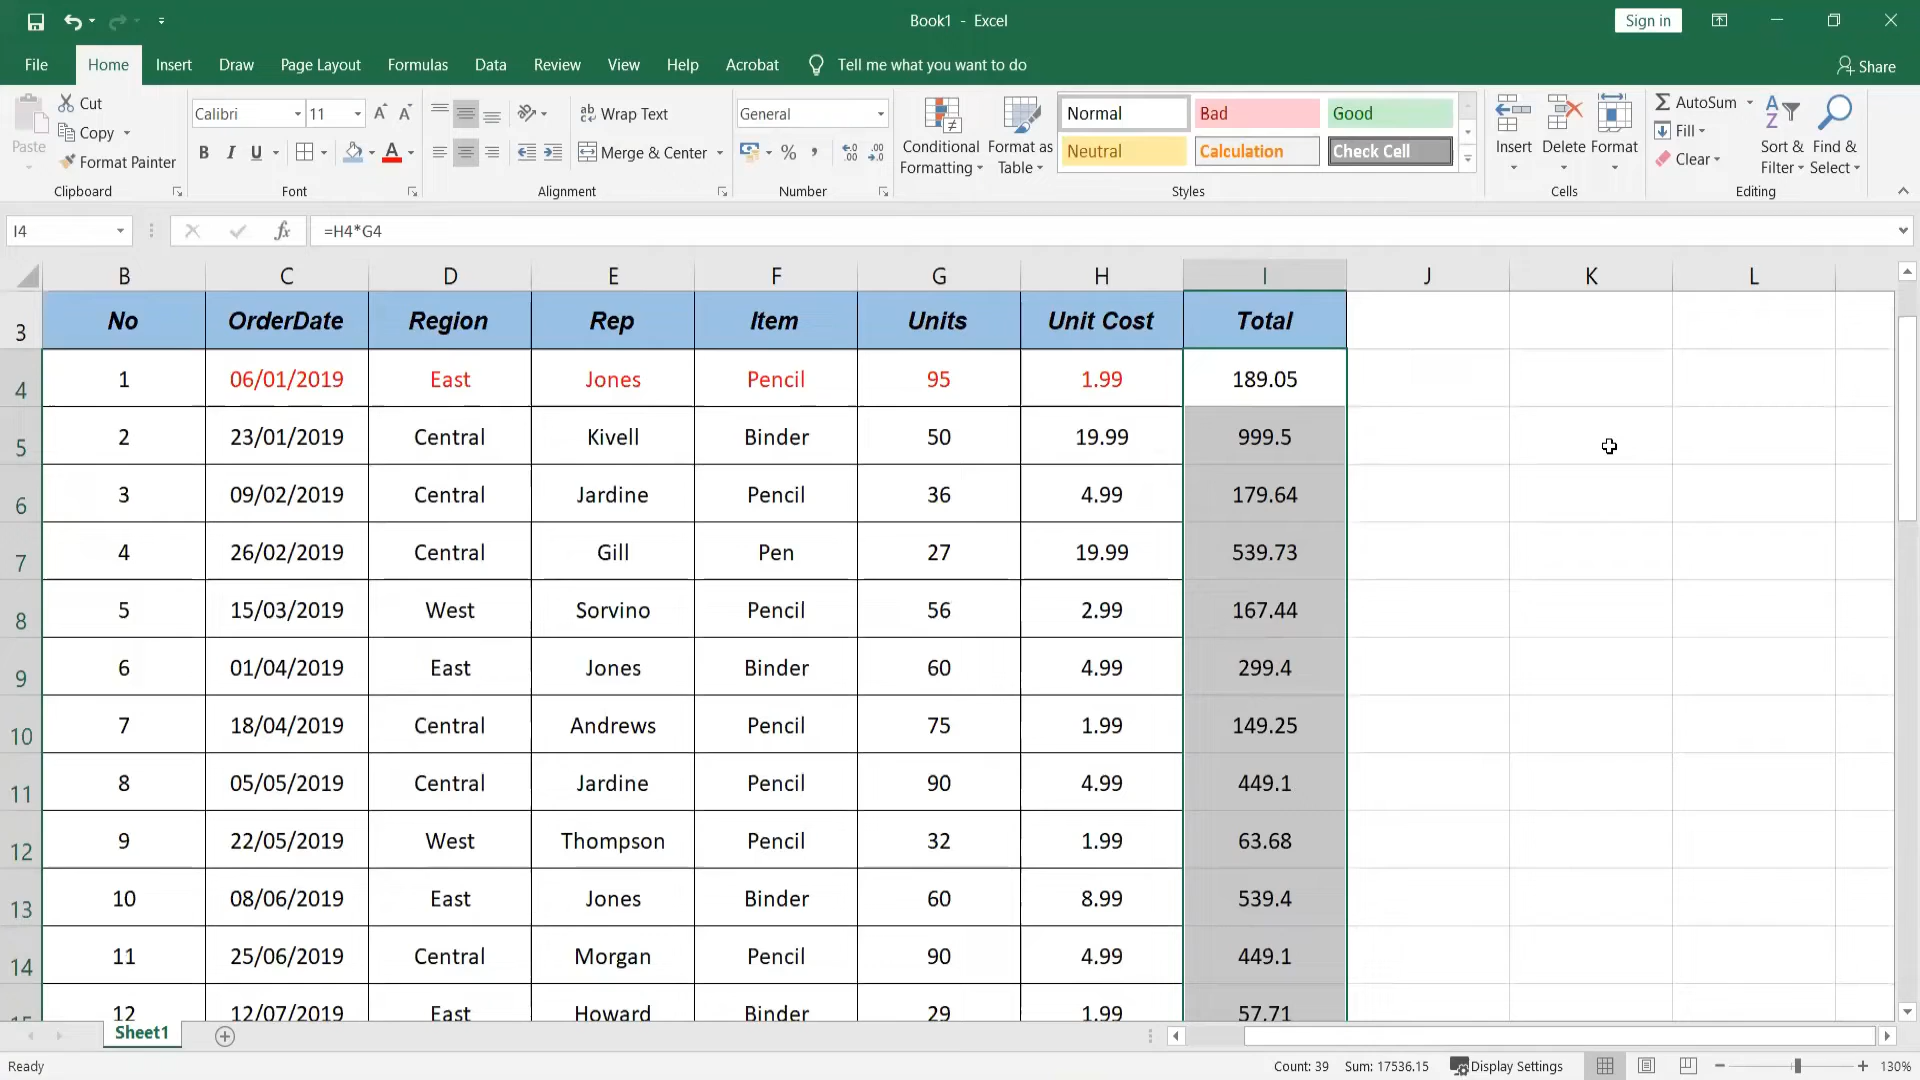 Book1 - Excel
Sign in
File Home Insert Draw Page Layout Formulas Data Review View Help Acrobat Tell me what you want to do Share
Paste
Cut
Copy
Format Painter
Clipboard
Calibri 11
B I U
Font
Wrap Text
Merge & Center
Alignment
General
Number
Conditional Formatting
Format as Table
Normal Bad Good
Neutral Calculation Check Cell
Styles
Insert Delete Format
Cells
AutoSum
Fill
Clear
Sort & Filter
Find & Select
Editing
I4 fx =H4*G4
B C D E F G H I J K L
3 No OrderDate Region Rep Item Units Unit Cost Total
4 1 06/01/2019 East Jones Pencil 95 1.99 189.05
5 2 23/01/2019 Central Kivell Binder 50 19.99 999.5
6 3 09/02/2019 Central Jardine Pencil 36 4.99 179.64
7 4 26/02/2019 Central Gill Pen 27 19.99 539.73
8 5 15/03/2019 West Sorvino Pencil 56 2.99 167.44
9 6 01/04/2019 East Jones Binder 60 4.99 299.4
10 7 18/04/2019 Central Andrews Pencil 75 1.99 149.25
11 8 05/05/2019 Central Jardine Pencil 90 4.99 449.1
12 9 22/05/2019 West Thompson Pencil 32 1.99 63.68
13 10 08/06/2019 East Jones Binder 60 8.99 539.4
14 11 25/06/2019 Central Morgan Pencil 90 4.99 449.1
15 12 12/07/2019 East Howard Binder 29 1.99 57.71
Sheet1
Ready Count: 39 Sum: 17536.15 Display Settings 130%